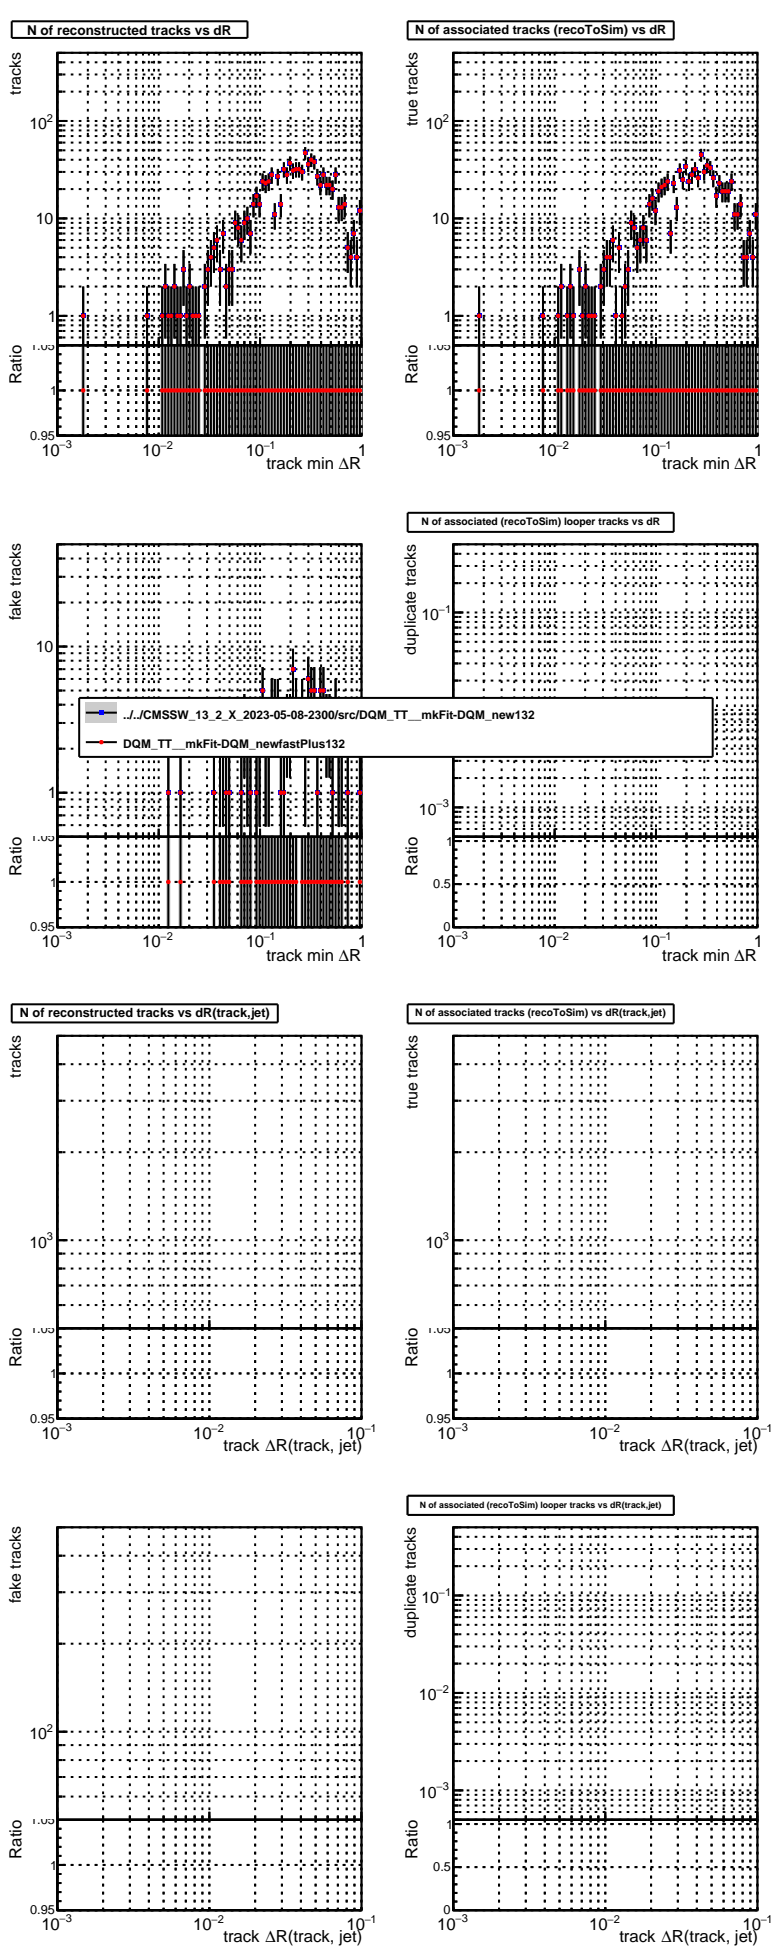 N of reconstructed tracks vs dR
tracks
10²
10
1
Ratio
1.05
1
0.95
10⁻³
10⁻²
10⁻¹
1
track min ΔR
N of associated tracks (recoToSim) vs dR
true tracks
10²
10
1
Ratio
1.05
1
0.95
10⁻³
10⁻²
10⁻¹
1
track min ΔR
fake tracks
10
1
Ratio
1.05
1
0.95
10⁻³
10⁻²
10⁻¹
1
track min ΔR
N of associated (recoToSim) looper tracks vs dR
duplicate tracks
10⁻¹
10⁻³
Ratio
1
0.5
0
10⁻³
10⁻²
10⁻¹
1
track min ΔR
../../CMSSW_13_2_X_2023-05-08-2300/src/DQM_TT__mkFit-DQM_new132
DQM_TT__mkFit-DQM_newfastPlus132
N of reconstructed tracks vs dR(track,jet)
tracks
10³
Ratio
1.05
1
0.95
10⁻³
10⁻²
10⁻¹
track ΔR(track, jet)
N of associated tracks (recoToSim) vs dR(track,jet)
true tracks
10³
Ratio
1.05
1
0.95
10⁻³
10⁻²
10⁻¹
track ΔR(track, jet)
fake tracks
10²
Ratio
1.05
1
0.95
10⁻³
10⁻²
10⁻¹
track ΔR(track, jet)
N of associated (recoToSim) looper tracks vs dR(track,jet)
duplicate tracks
10⁻¹
10⁻²
10⁻³
Ratio
1
0.5
0
10⁻³
10⁻²
10⁻¹
track ΔR(track, jet)